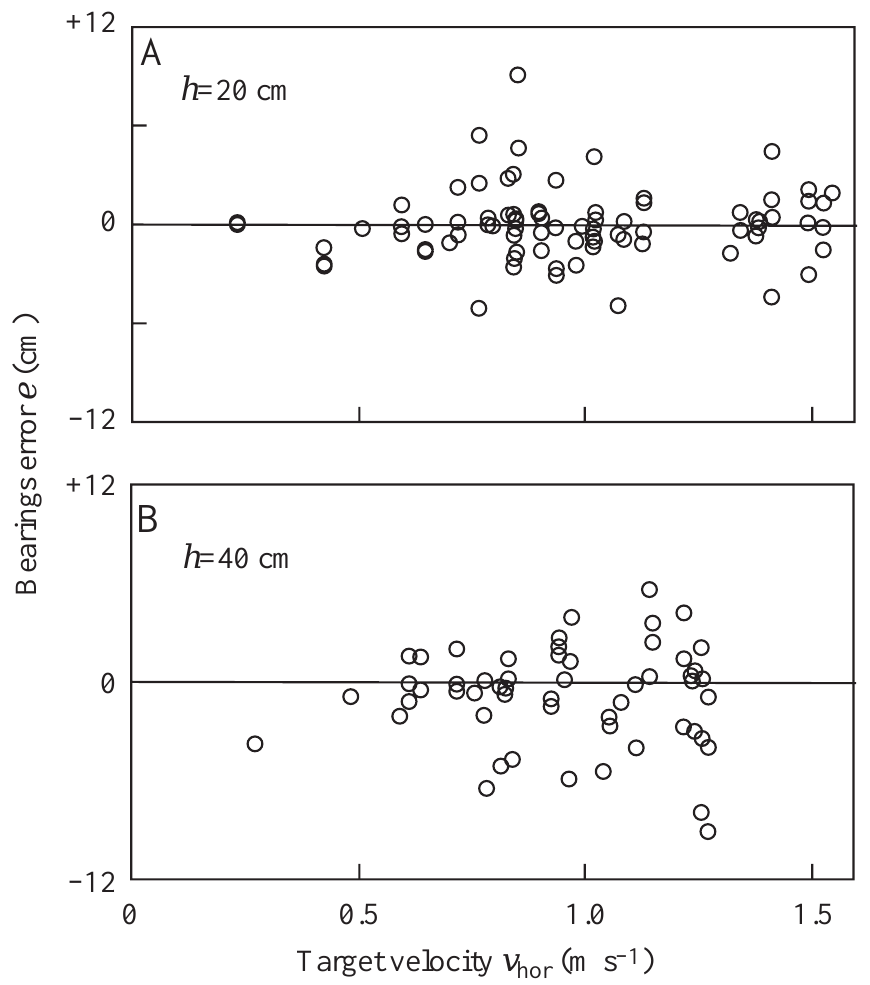 +12
A
h=20 cm
0
−12
Bearings error e (cm)
+12
B
h=40 cm
0
−12
0 0.5 1.0 1.5
Target velocity vhor (m s−1)